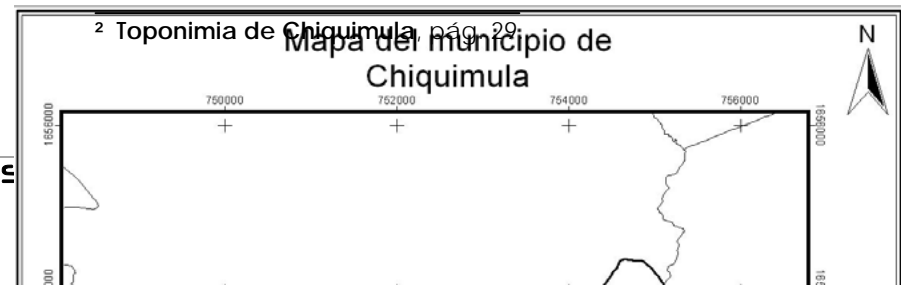 ² Toponimia de Chiquimula, pág. 29
Mapa del municipio de
Chiquimula
N
750000 752000 754000 756000
1656000
1656000